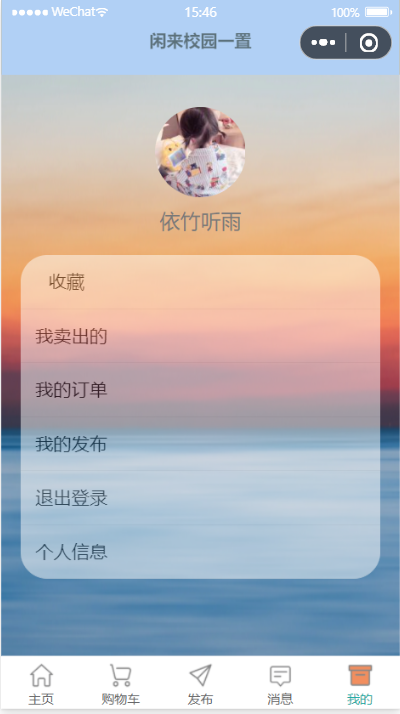 WeChat 15:46 100%
闲来校园一置
依竹听雨
收藏
我卖出的
我的订单
我的发布
退出登录
个人信息
主页 购物车 发布 消息 我的